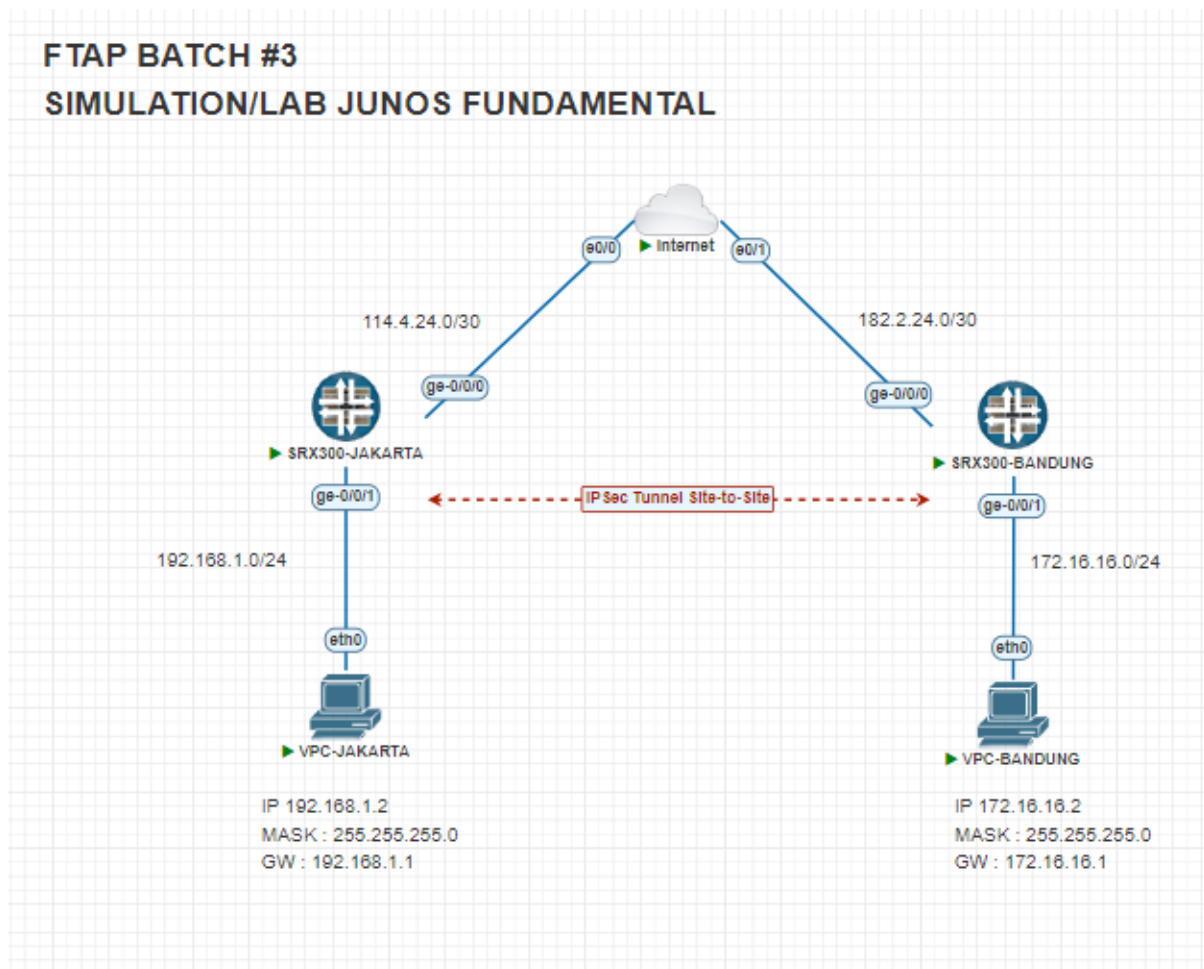 FTAP BATCH #3
SIMULATION/LAB JUNOS FUNDAMENTAL
Internet
e0/0
e0/1
114.4.24.0/30
182.2.24.0/30
ge-0/0/0
ge-0/0/0
SRX300-JAKARTA
SRX300-BANDUNG
ge-0/0/1
IPSec Tunnel Site-to-Site
ge-0/0/1
192.168.1.0/24
172.16.16.0/24
eth0
eth0
VPC-JAKARTA
VPC-BANDUNG
IP 192.168.1.2
MASK : 255.255.255.0
GW : 192.168.1.1
IP 172.16.16.2
MASK : 255.255.255.0
GW : 172.16.16.1